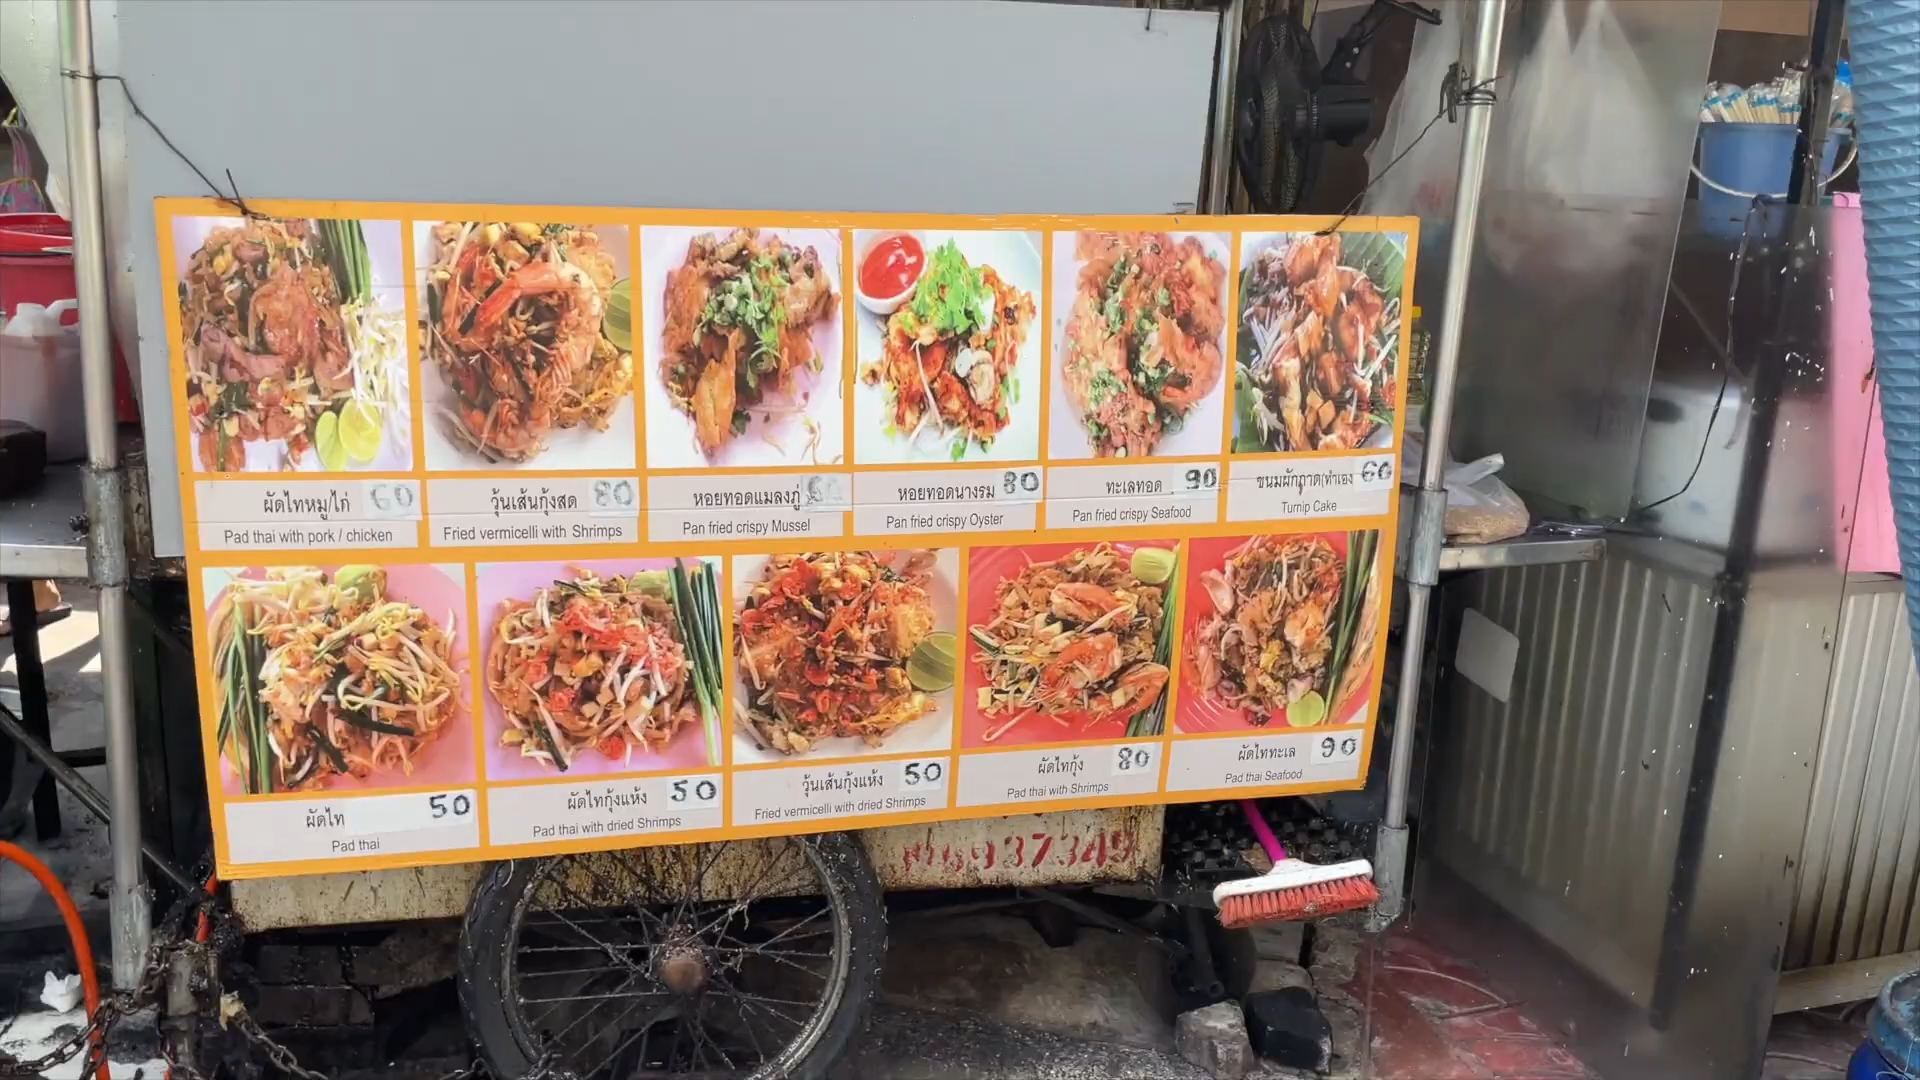 ผัดไทหมู/ไก่ 60
Pad thai with pork / chicken
วุ้นเส้นกุ้งสด 80
Fried vermicelli with Shrimps
หอยทอดแมลงภู่
Pan fried crispy Mussel
หอยทอดนางรม 80
Pan fried crispy Oyster
ทะเลทอด 90
Pan fried crispy Seafood
ขนมผักกาด(ทำเอง 60
Turnip Cake
ผัดไท 50
Pad thai
ผัดไทกุ้งแห้ง 50
Pad thai with dried Shrimps
วุ้นเส้นกุ้งแห้ง 50
Fried vermicelli with dried Shrimps
ผัดไทกุ้ง 80
Pad thai with Shrimps
ผัดไททะเล 90
Pad thai Seafood